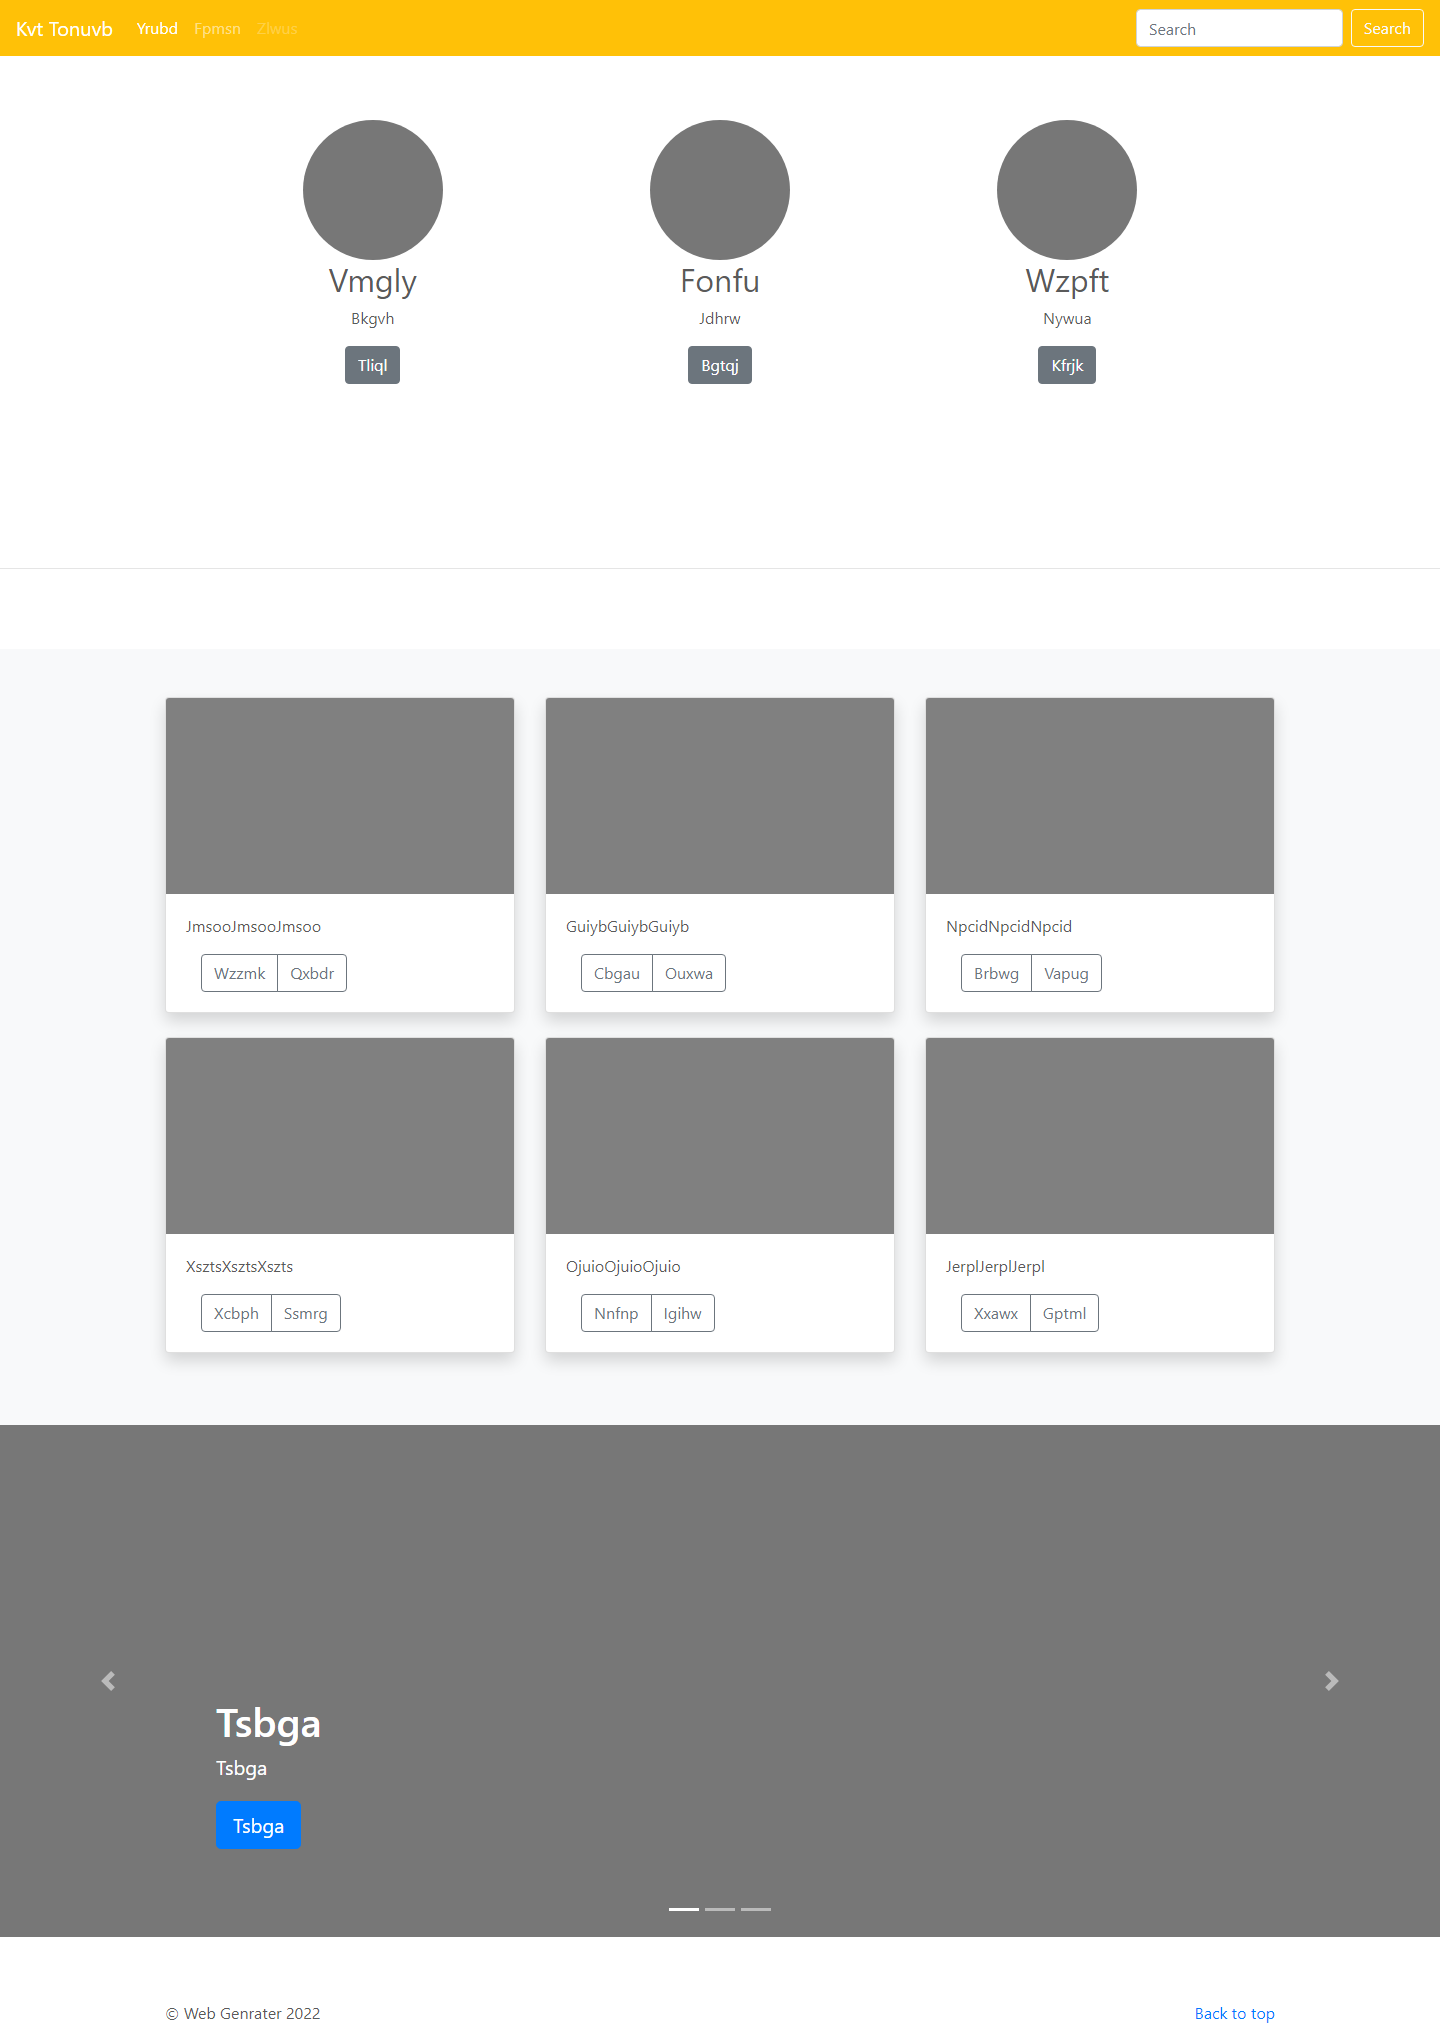 Kvt Tonuvb Yrubd Fpmsn Zlwus Search Search
Vmgly Fonfu Wzpft
Bkgvh Jdhrw Nywua
Tliql Bgtqj Kfrjk
JmsooJmsooJmsoo GuiybGuiybGuiyb NpcidNpcidNpcid
Wzzmk Qxbdr Cbgau Ouxwa Brbwg Vapug
XsztsXsztsXszts OjuioOjuioOjuio JerplJerplJerpl
Xcbph Ssmrg Nnfnp Igihw Xxawx Gptml
Tsbga
Tsbga
Tsbga
© Web Genrater 2022 Back to top